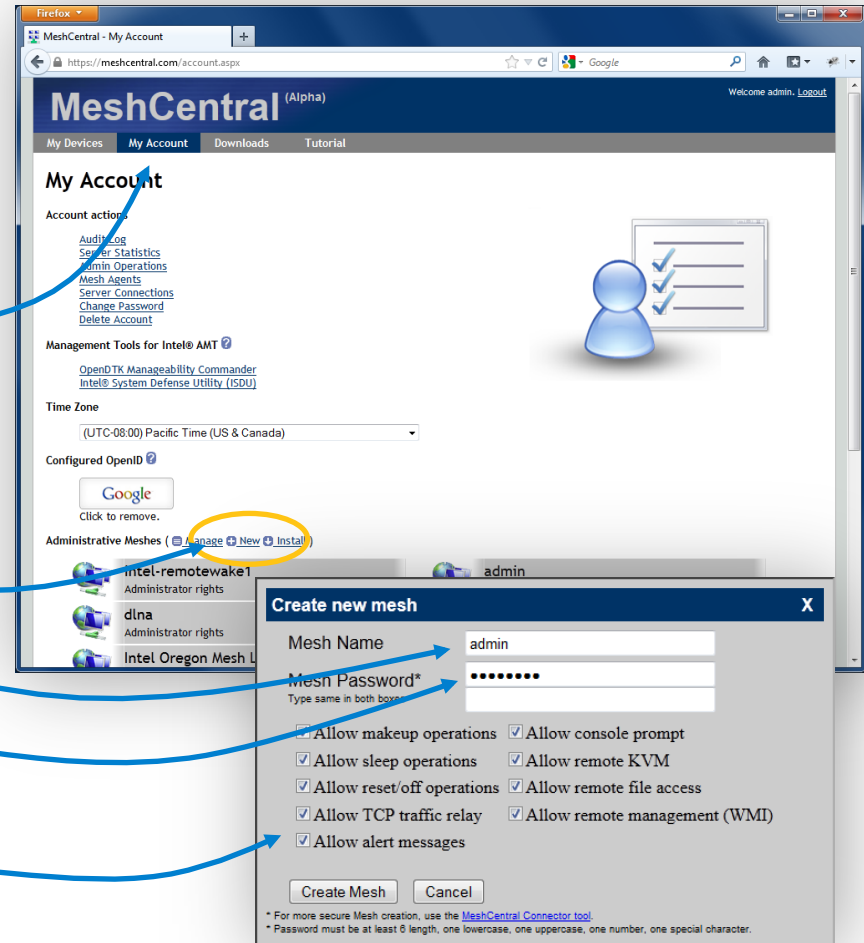 Firefox
MeshCentral - My Account
https://meshcentral.com/account.aspx
Google
MeshCentral (Alpha)
Welcome admin. Logout
My Devices My Account Downloads Tutorial
My Account
Account actions
Audit Log
Server Statistics
Admin Operations
Mesh Agents
Server Connections
Change Password
Delete Account
Management Tools for Intel® AMT
OpenDTK Manageability Commander
Intel® System Defense Utility (ISDU)
Time Zone
(UTC-08:00) Pacific Time (US & Canada)
Configured OpenID
Google
Click to remove.
Administrative Meshes ( Manage New Install )
intel-remotewake1
Administrator rights
admin
dlna
Administrator rights
Intel Oregon Mesh L
Create new mesh X
Mesh Name admin
Mesh Password* ••••••••
Type same in both boxes
Allow makeup operations Allow console prompt
Allow sleep operations Allow remote KVM
Allow reset/off operations Allow remote file access
Allow TCP traffic relay Allow remote management (WMI)
Allow alert messages
Create Mesh Cancel
* For more secure Mesh creation, use the MeshCentral Connector tool.
* Password must be at least 6 length, one lowercase, one uppercase, one number, one special character.